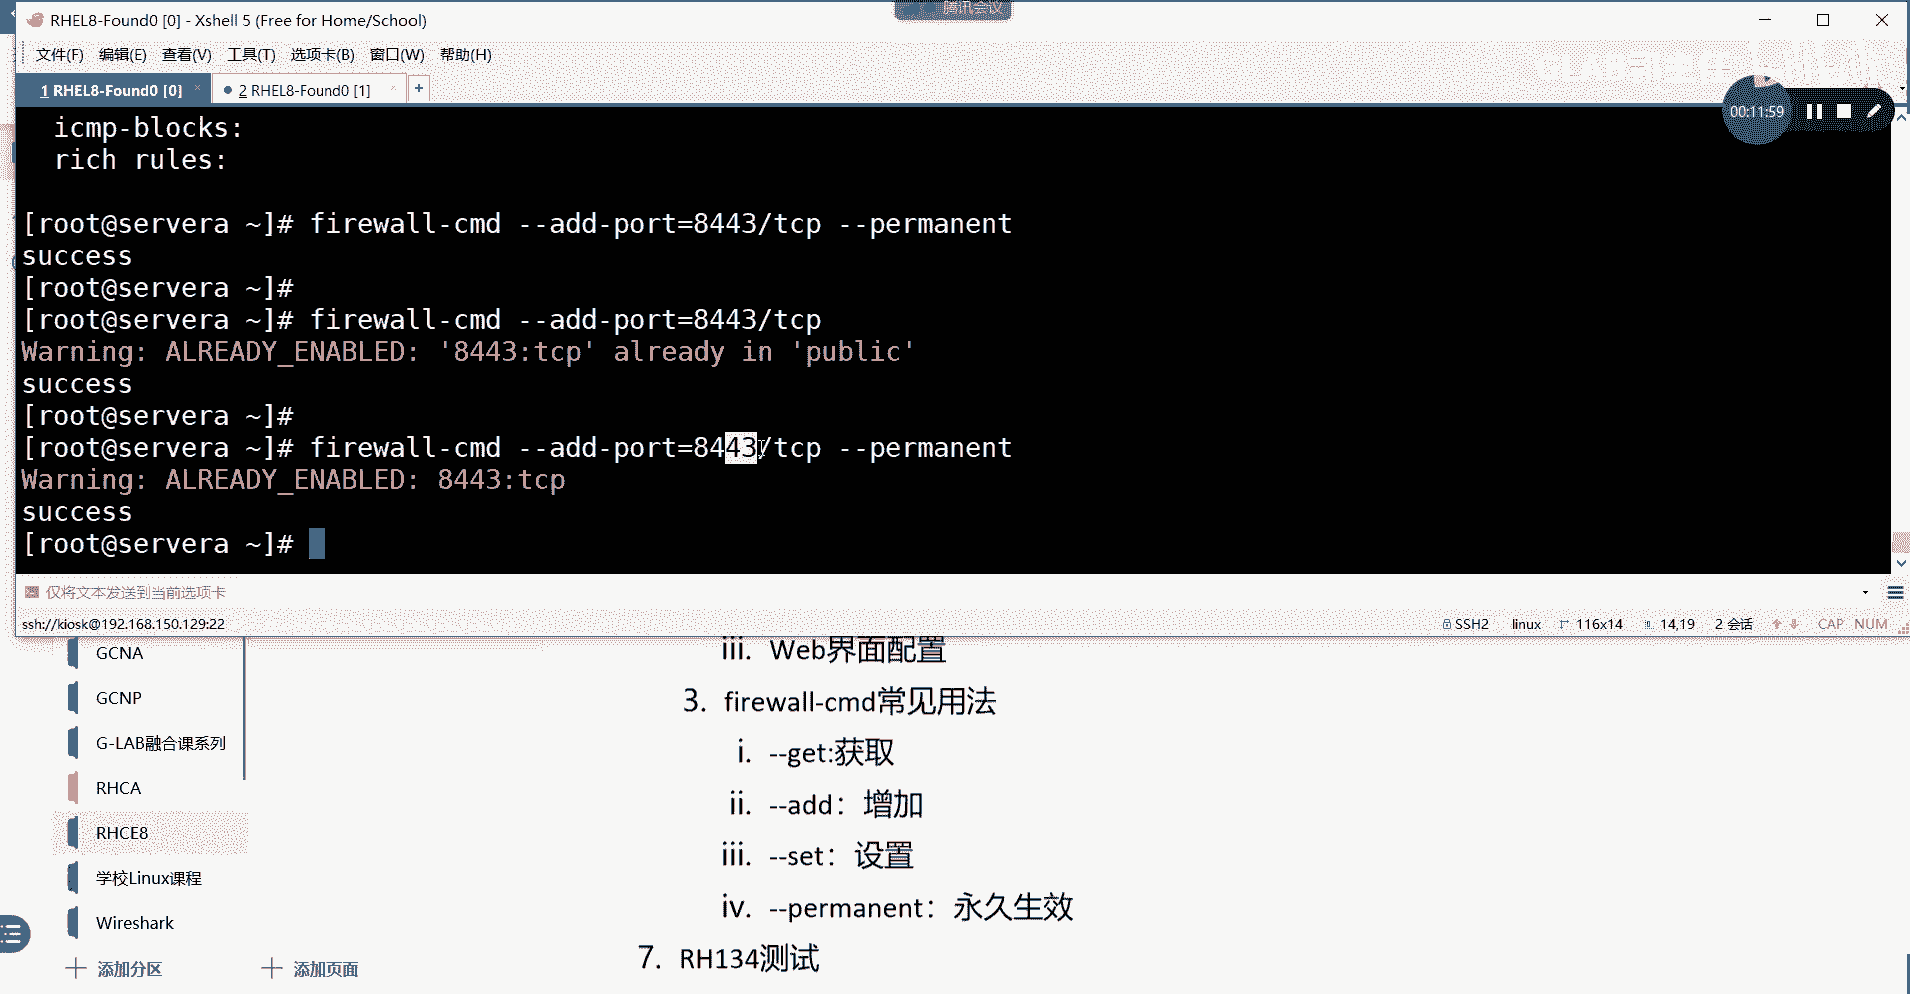 腾讯会议
RHEL8-Found0 [0] - Xshell 5 (Free for Home/School)
文件(F) 编辑(E) 查看(V) 工具(T) 选项卡(B) 窗口(W) 帮助(H)
1 RHEL8-Found0 [0] × 2 RHEL8-Found0 [1] +
00:11:59
icmp-blocks:
rich rules:
[root@servera ~]# firewall-cmd --add-port=8443/tcp --permanent
success
[root@servera ~]#
[root@servera ~]# firewall-cmd --add-port=8443/tcp
Warning: ALREADY_ENABLED: '8443:tcp' already in 'public'
success
[root@servera ~]#
[root@servera ~]# firewall-cmd --add-port=8443/tcp --permanent
Warning: ALREADY_ENABLED: 8443:tcp
success
[root@servera ~]#
仅将文本发送到当前选项卡
ssh://kiosk@192.168.150.129:22 SSH2 linux 116x14 14,19 2 会话 CAP NUM
GCNA
GCNP
G-LAB融合课系列
RHCA
RHCE8
学校Linux课程
Wireshark
添加分区 添加页面
iii. Web界面配置
3. firewall-cmd常见用法
i. --get:获取
ii. --add：增加
iii. --set：设置
iv. --permanent：永久生效
7. RH134测试